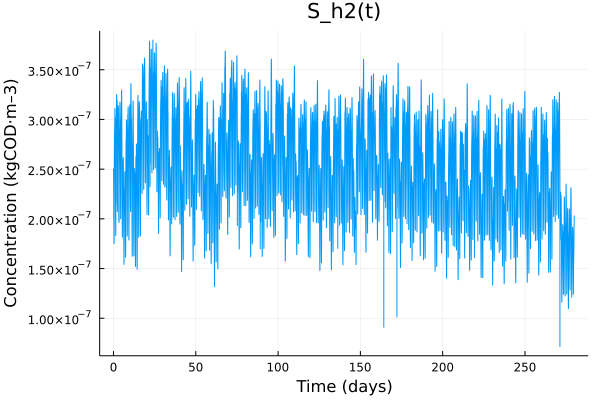 S_h2(t)
Concentration (kgCOD·m−3)
3.50×10⁻⁷
3.00×10⁻⁷
2.50×10⁻⁷
2.00×10⁻⁷
1.50×10⁻⁷
1.00×10⁻⁷
0 50 100 150 200 250
Time (days)